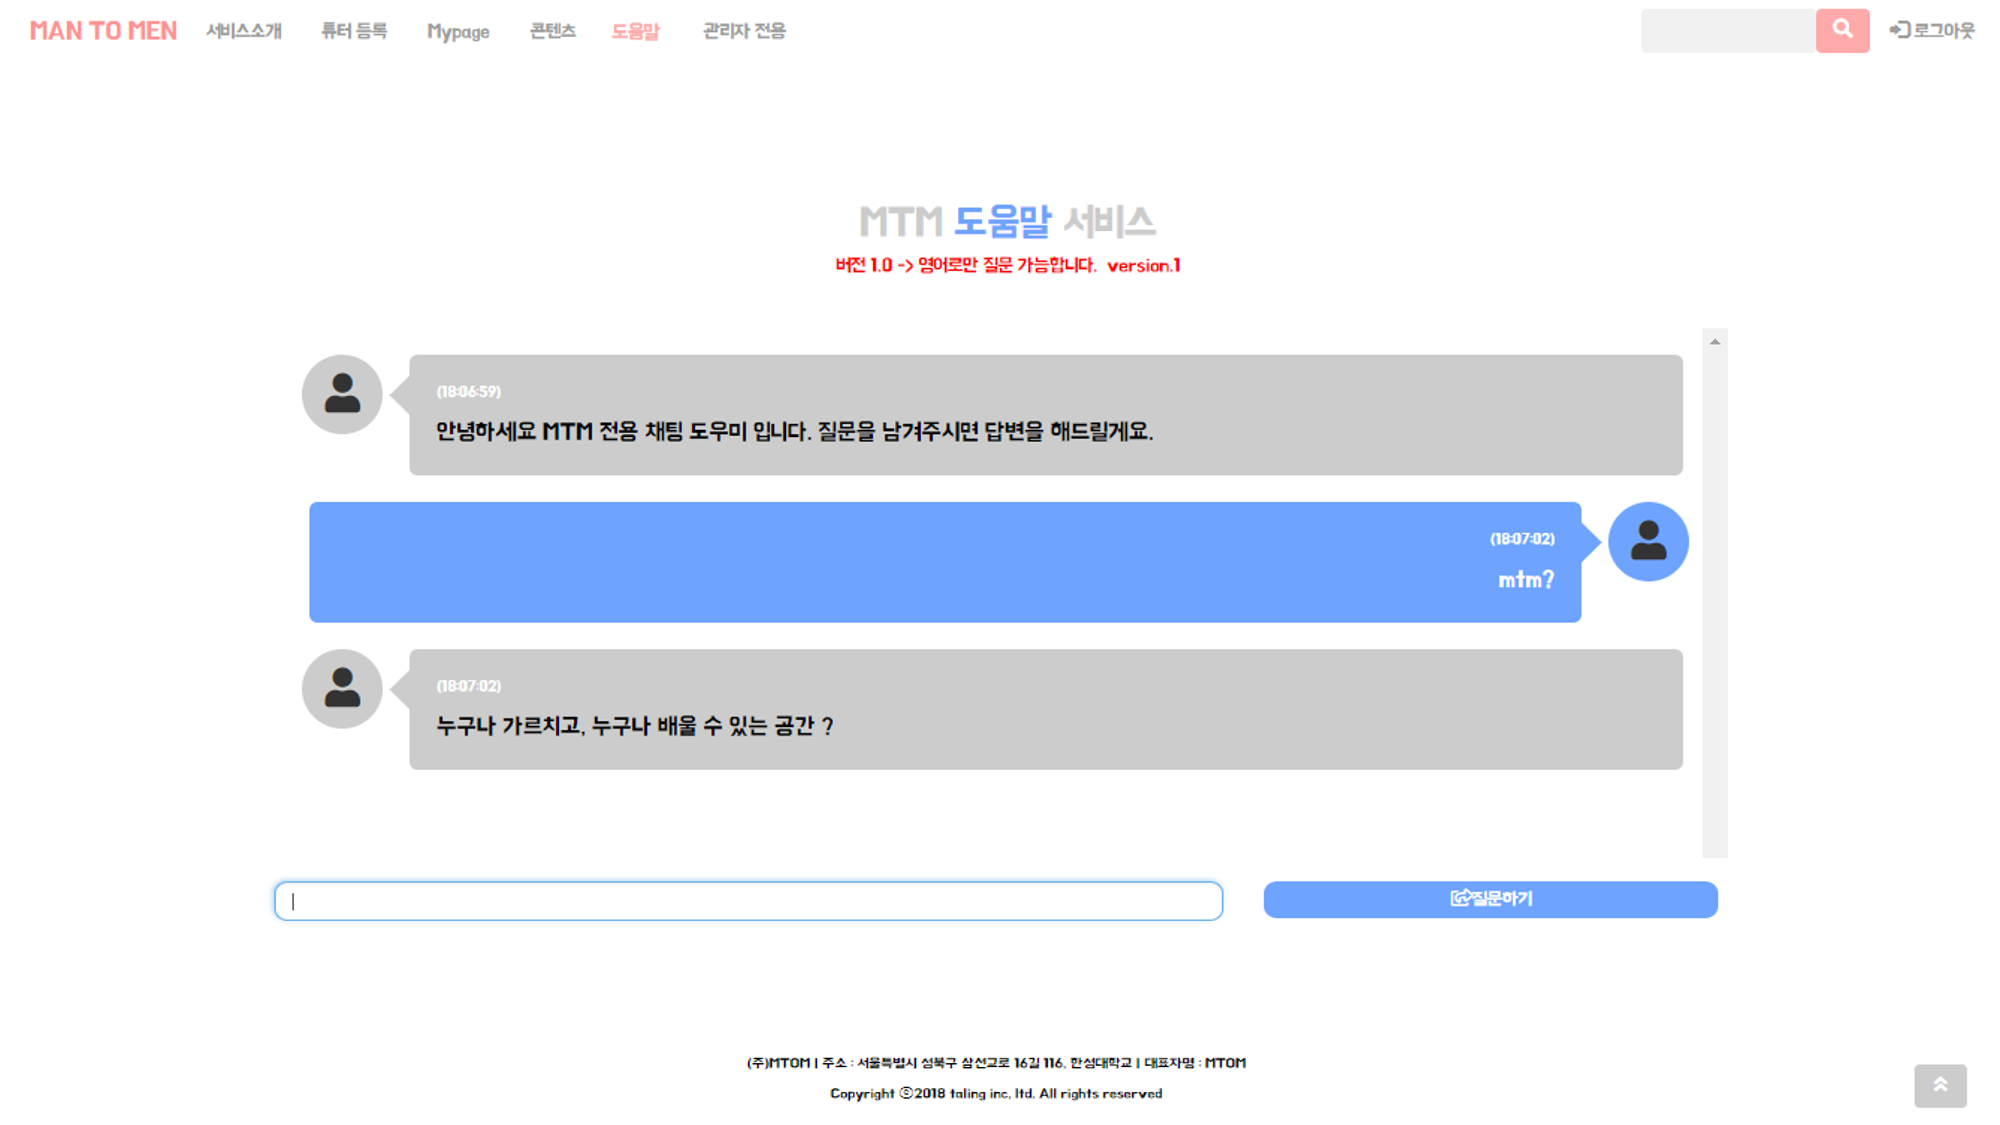 MAN TO MEN 서비스소개 튜터 등록 Mypage 콘텐츠 도움말 관리자 전용 로그아웃
MTM 도움말 서비스
버전 1.0 -> 영어로만 질문 가능합니다. version.1
(18:06:59)
안녕하세요 MTM 전용 채팅 도우미 입니다. 질문을 남겨주시면 답변을 해드릴게요.
(18:07:02)
mtm?
(18:07:02)
누구나 가르치고, 누구나 배울 수 있는 공간 ?
질문하기
(주)MTOM | 주소 : 서울특별시 성북구 삼선교로 16길 116, 한성대학교 | 대표자명 : MTOM
Copyright ⓒ2018 taling inc, ltd. All rights reserved